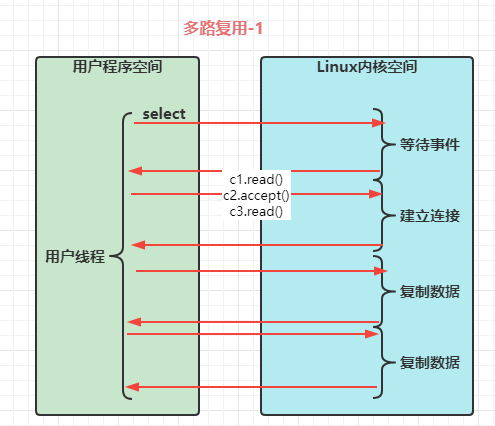 多路复用-1
用户程序空间
Linux内核空间
select
等待事件
c1.read()
c2.accept()
c3.read()
建立连接
用户线程
复制数据
复制数据